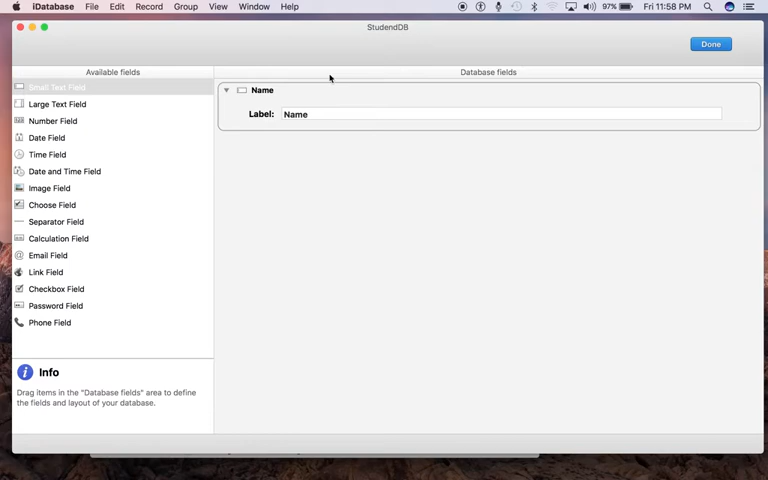 iDatabase File Edit Record Group View Window Help 97% Fri 11:58 PM
StudendDB
Done
Available fields
Database fields
Small Text Field
Large Text Field
Number Field
Date Field
Time Field
Date and Time Field
Image Field
Choose Field
Separator Field
Calculation Field
Email Field
Link Field
Checkbox Field
Password Field
Phone Field
Name
Label: Name
Info
Drag items in the "Database fields" area to define
the fields and layout of your database.